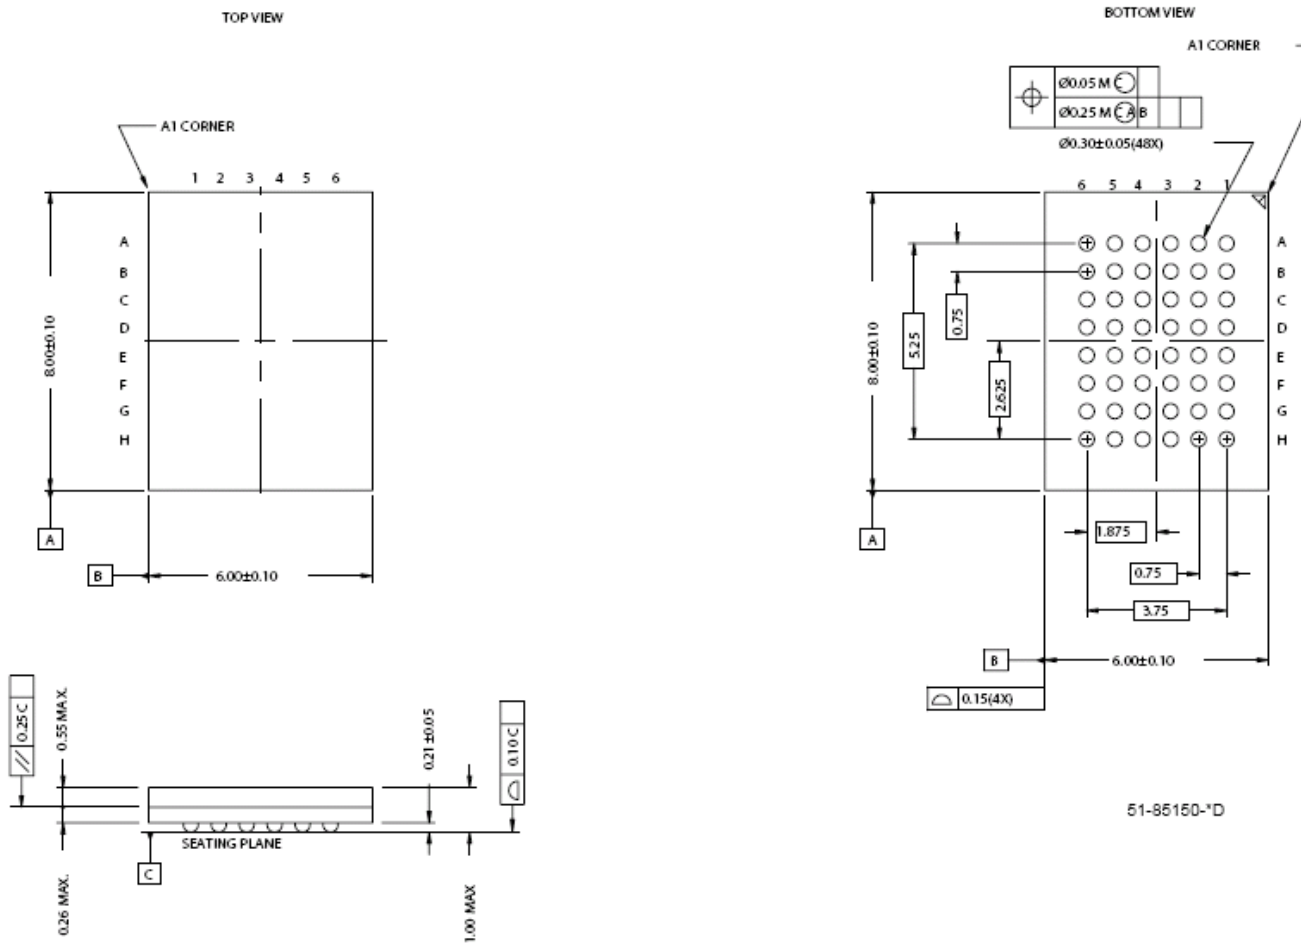 TOP VIEW
A1 CORNER
1 2 3 4 5 6
A
B
C
D
E
F
G
H
8.00±0.10
A
B
6.00±0.10
BOTTOM VIEW
A1 CORNER
Ø0.05 M C
Ø0.25 M C A B
Ø0.30±0.05(48X)
6 5 4 3 2 1
A
B
C
D
E
F
G
H
8.00±0.10
5.25
0.75
2.625
A
1.875
0.75
3.75
B
6.00±0.10
0.15(4X)
// 0.25 C
0.55 MAX.
0.21±0.05
0.10 C
SEATING PLANE
C
0.26 MAX.
1.00 MAX
51-85150-*D